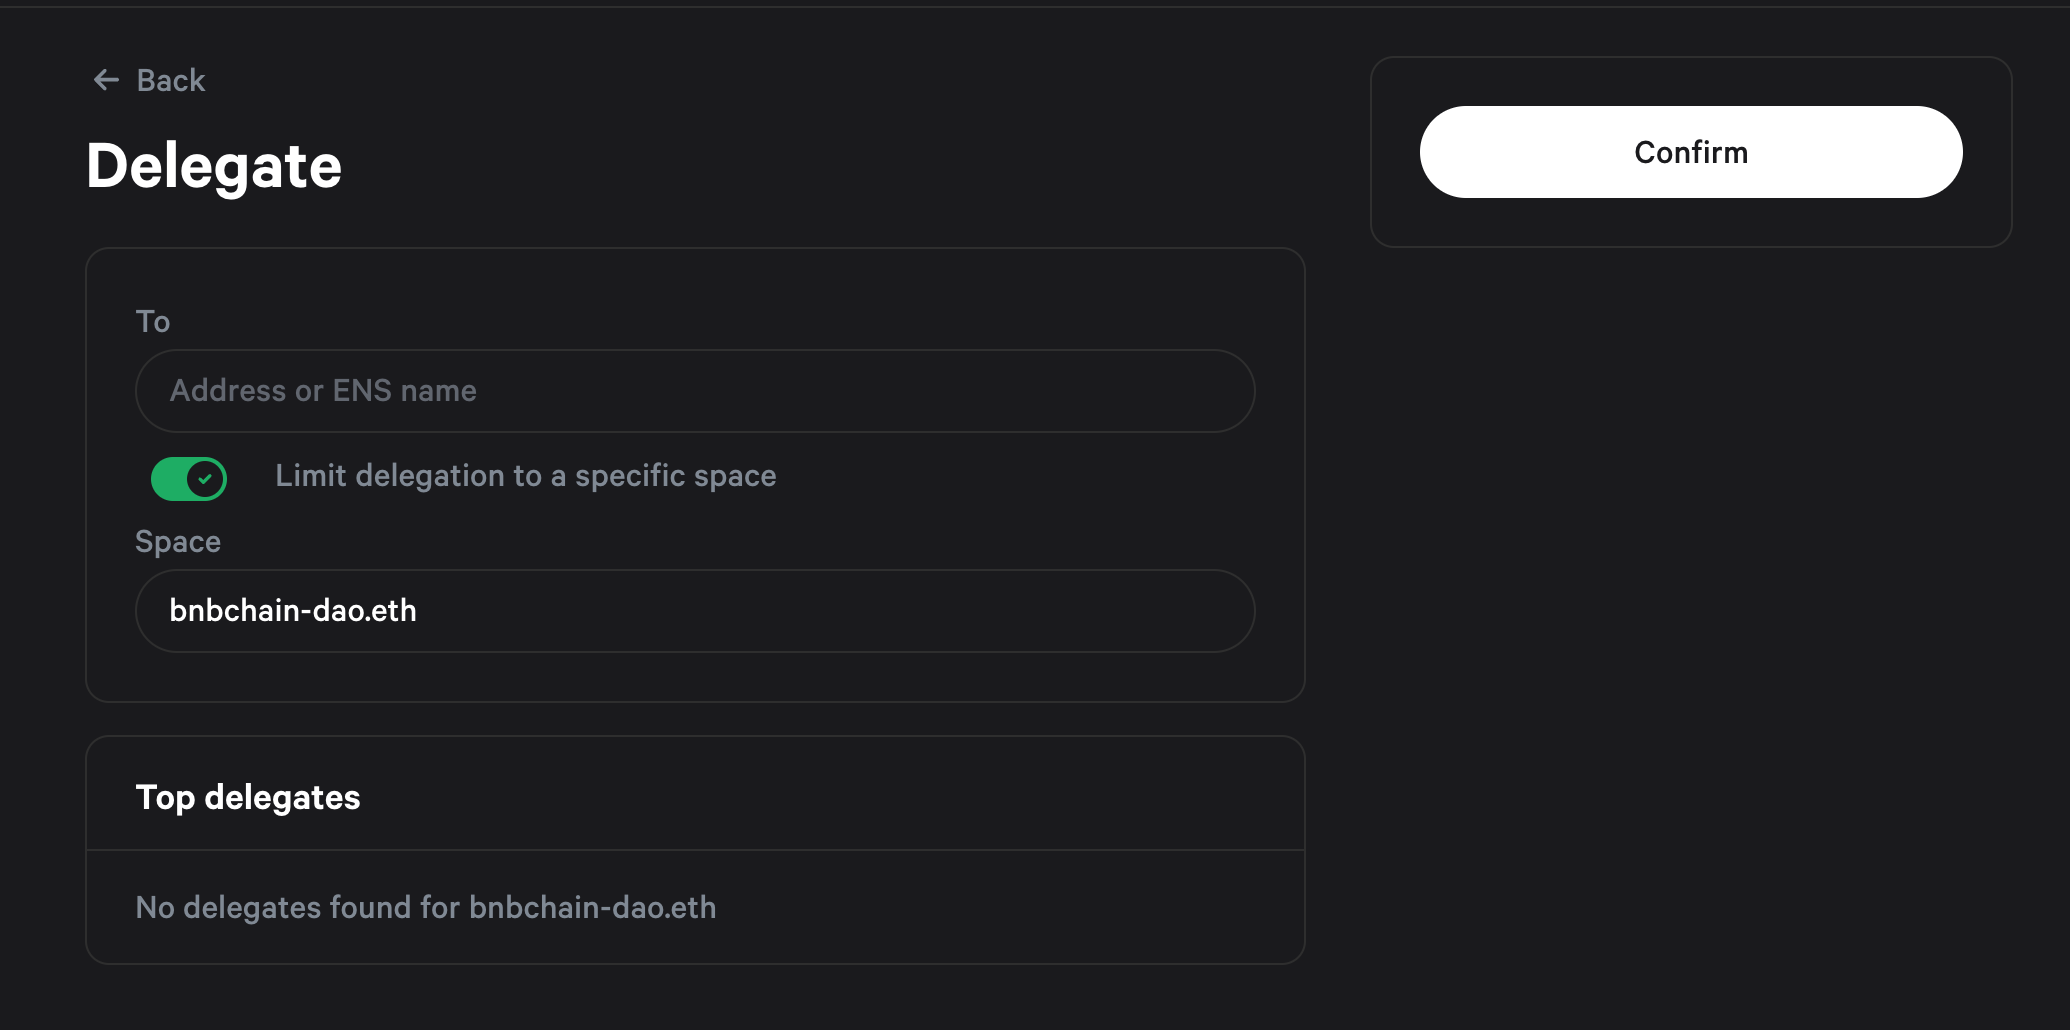 Back
Delegate
Confirm
To
Address or ENS name
Limit delegation to a specific space
Space
bnbchain-dao.eth
Top delegates
No delegates found for bnbchain-dao.eth